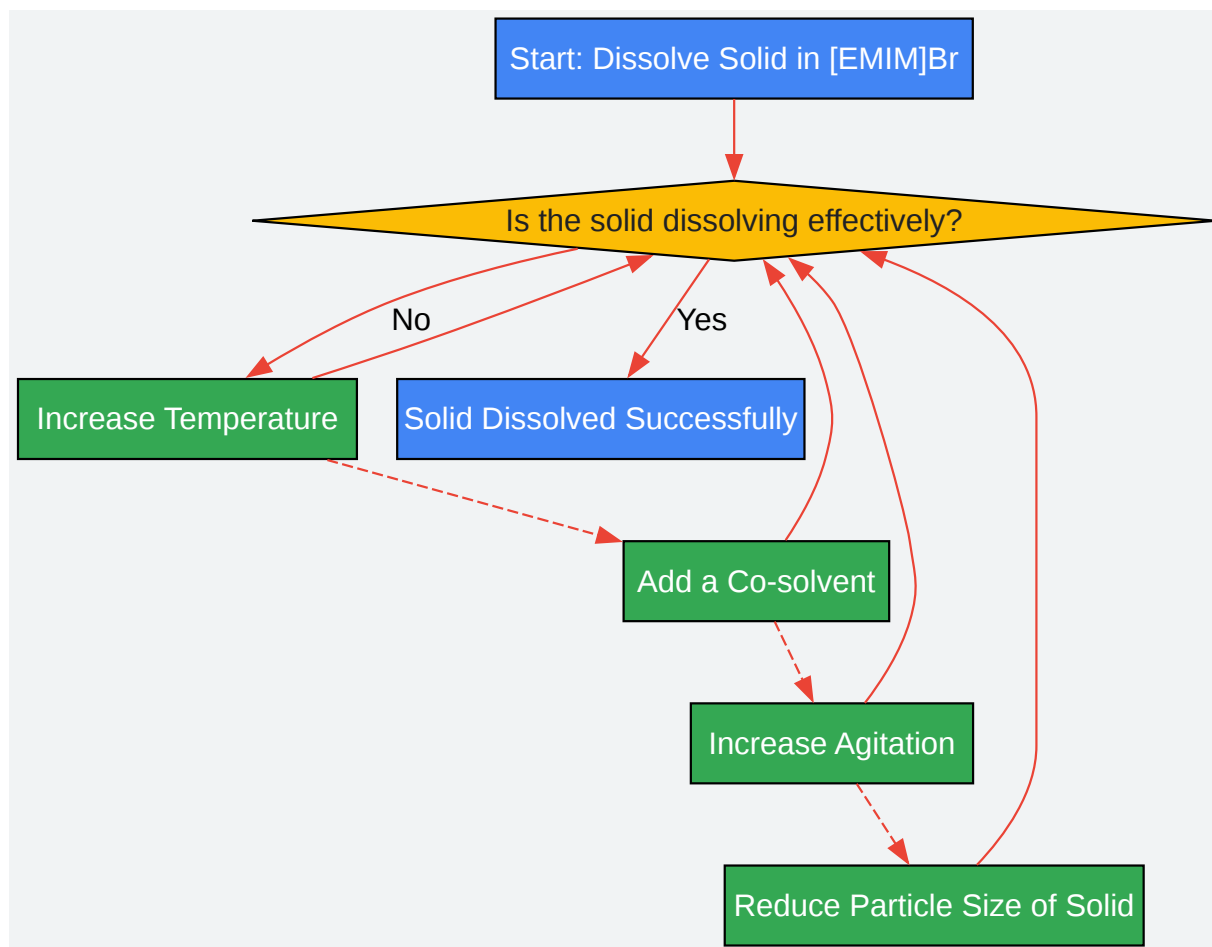 Start: Dissolve Solid in [EMIM]Br
Is the solid dissolving effectively?
No
Yes
Increase Temperature
Solid Dissolved Successfully
Add a Co-solvent
Increase Agitation
Reduce Particle Size of Solid